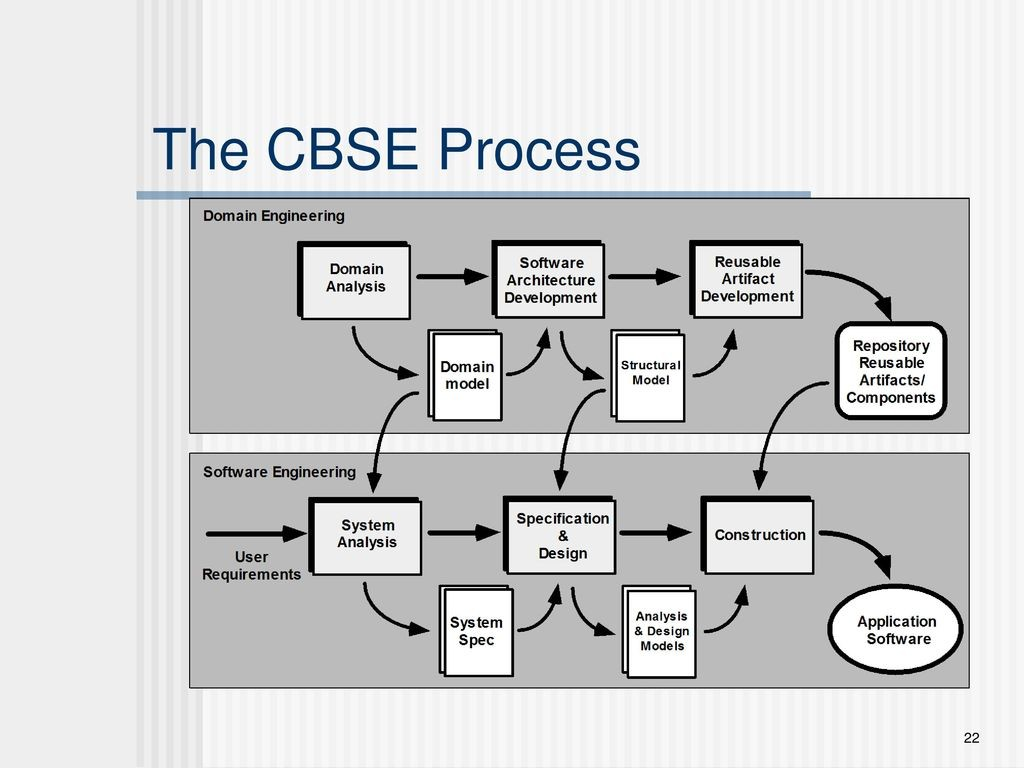 The CBSE Process
Domain Engineering
Domain
Analysis
Software
Architecture
Development
Reusable
Artifact
Development
Domain
model
Structural
Model
Repository
Reusable
Artifacts/
Components
Software Engineering
User
Requirements
System
Analysis
Specification
&
Design
Construction
System
Spec
Analysis
& Design
Models
Application
Software
22